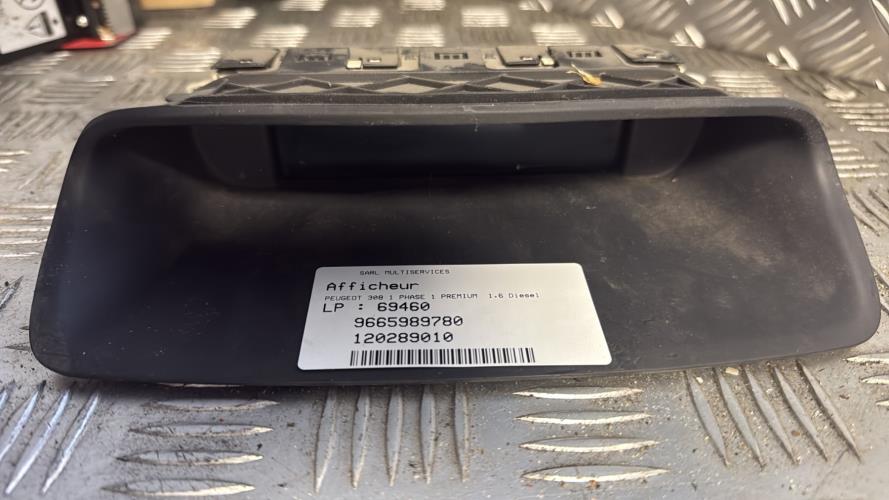 SARL MULTISERVICES
Afficheur
PEUGEOT 308 1 PHASE 1 PREMIUM 1.6 Diesel
LP : 69460
9665989780
120289010